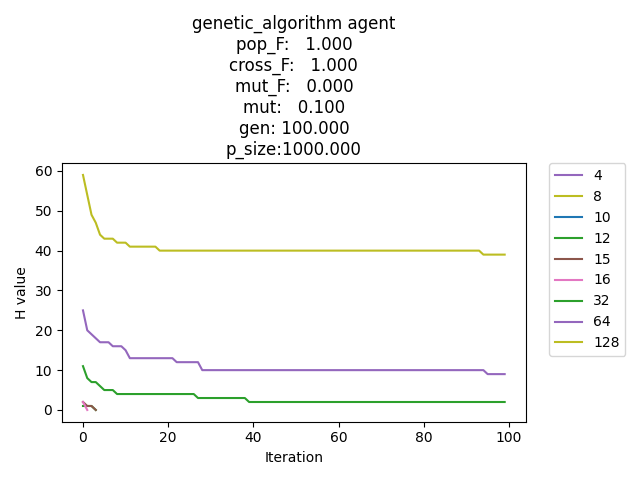 genetic_algorithm agent
pop_F: 1.000
cross_F: 1.000
mut_F: 0.000
mut: 0.100
gen: 100.000
p_size:1000.000
60
50
40
30
20
10
0
H value
0
20
40
60
80
100
Iteration
4
8
10
12
15
16
32
64
128